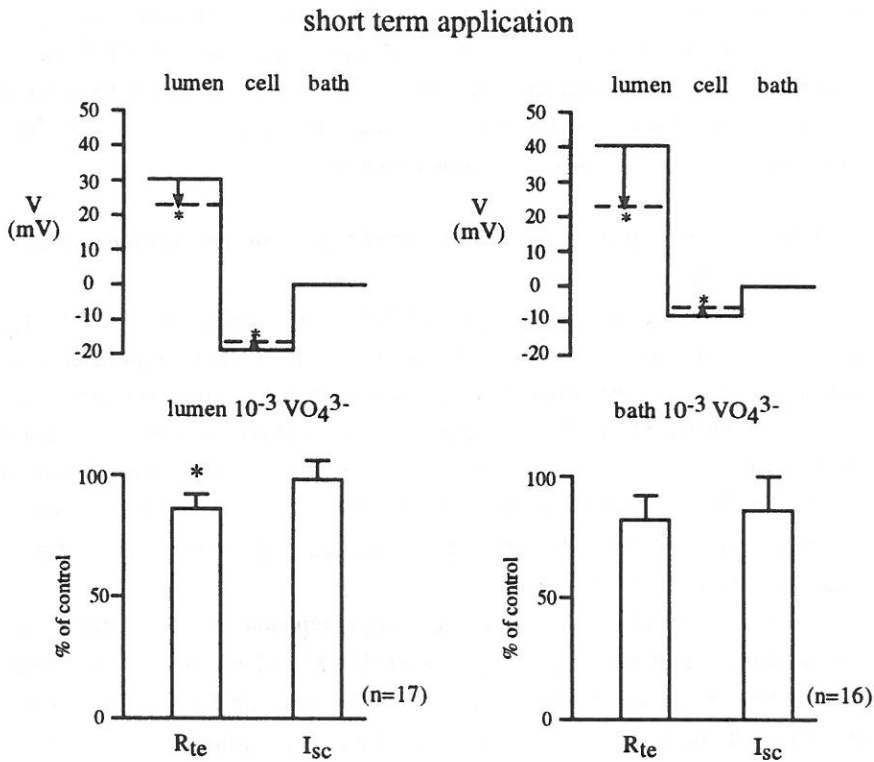 short term application
lumen cell bath
50
40
30
20
10
0
-10
-20
V
(mV)
*
*
lumen 10⁻³ VO₄³⁻
lumen cell bath
50
40
30
20
10
0
-10
-20
V
(mV)
*
*
bath 10⁻³ VO₄³⁻
100
50
0
% of control
*
(n=17)
Rte Isc
100
50
0
% of control
(n=16)
Rte Isc